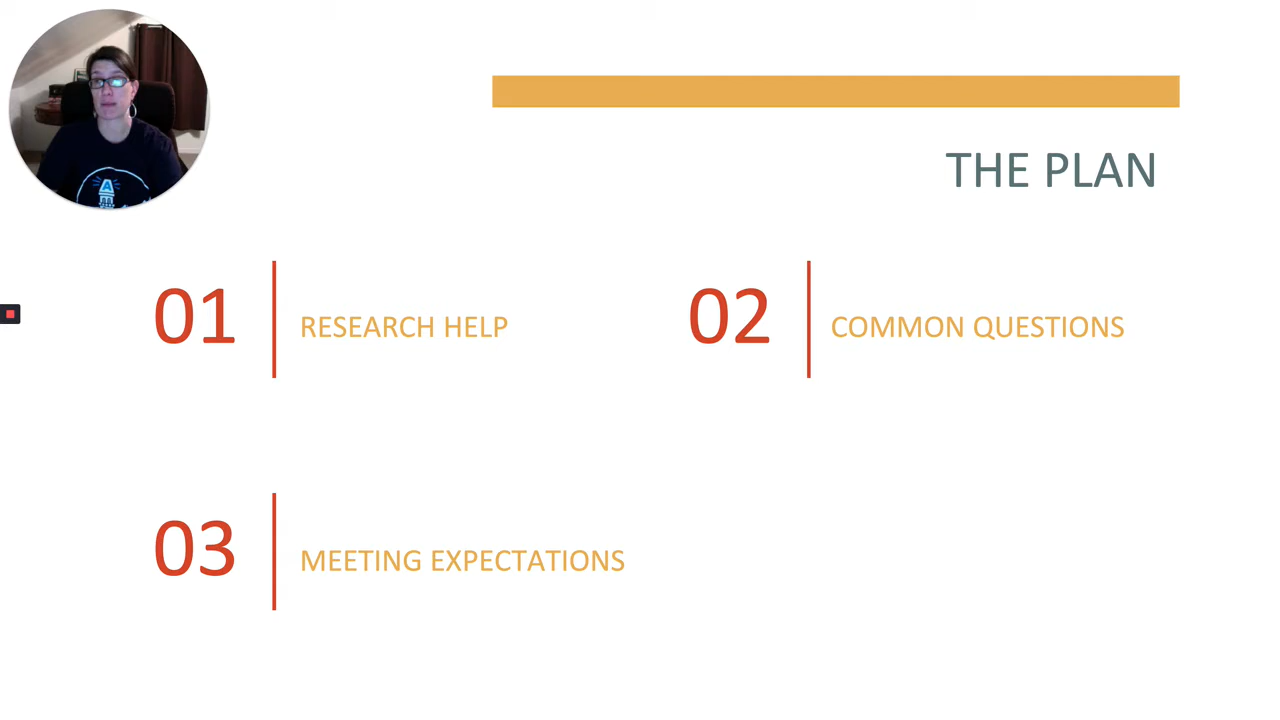 THE PLAN
01
RESEARCH HELP
02
COMMON QUESTIONS
03
MEETING EXPECTATIONS
A